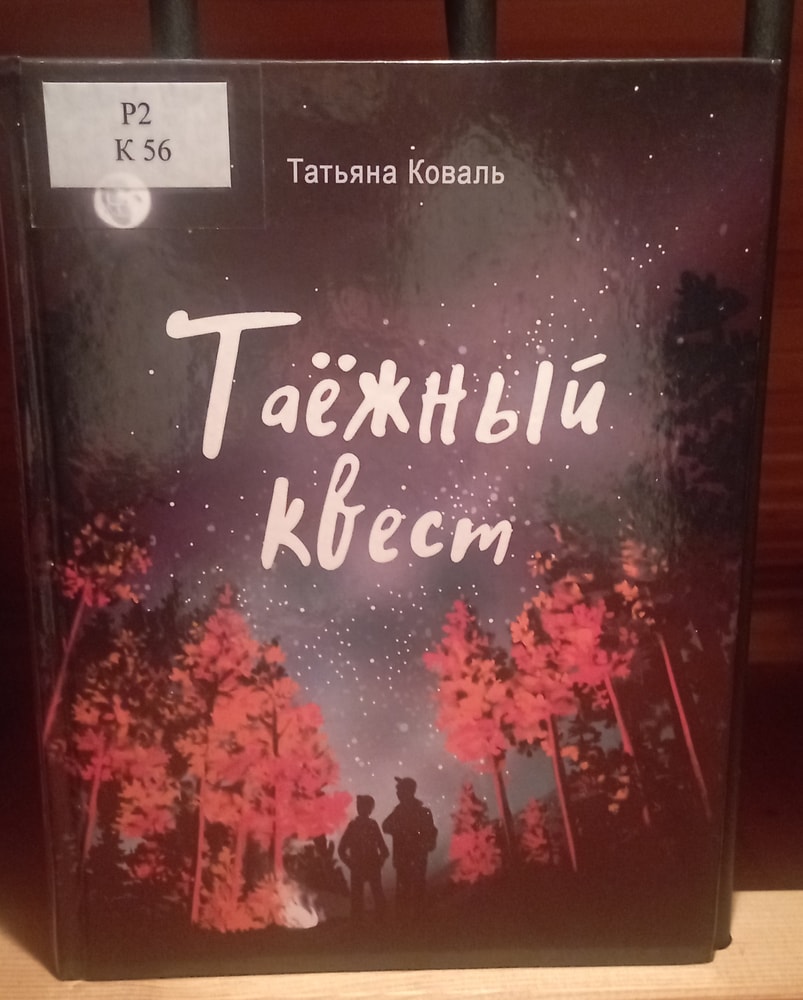 Р2
К 56
Татьяна Коваль
Таёжный
квест